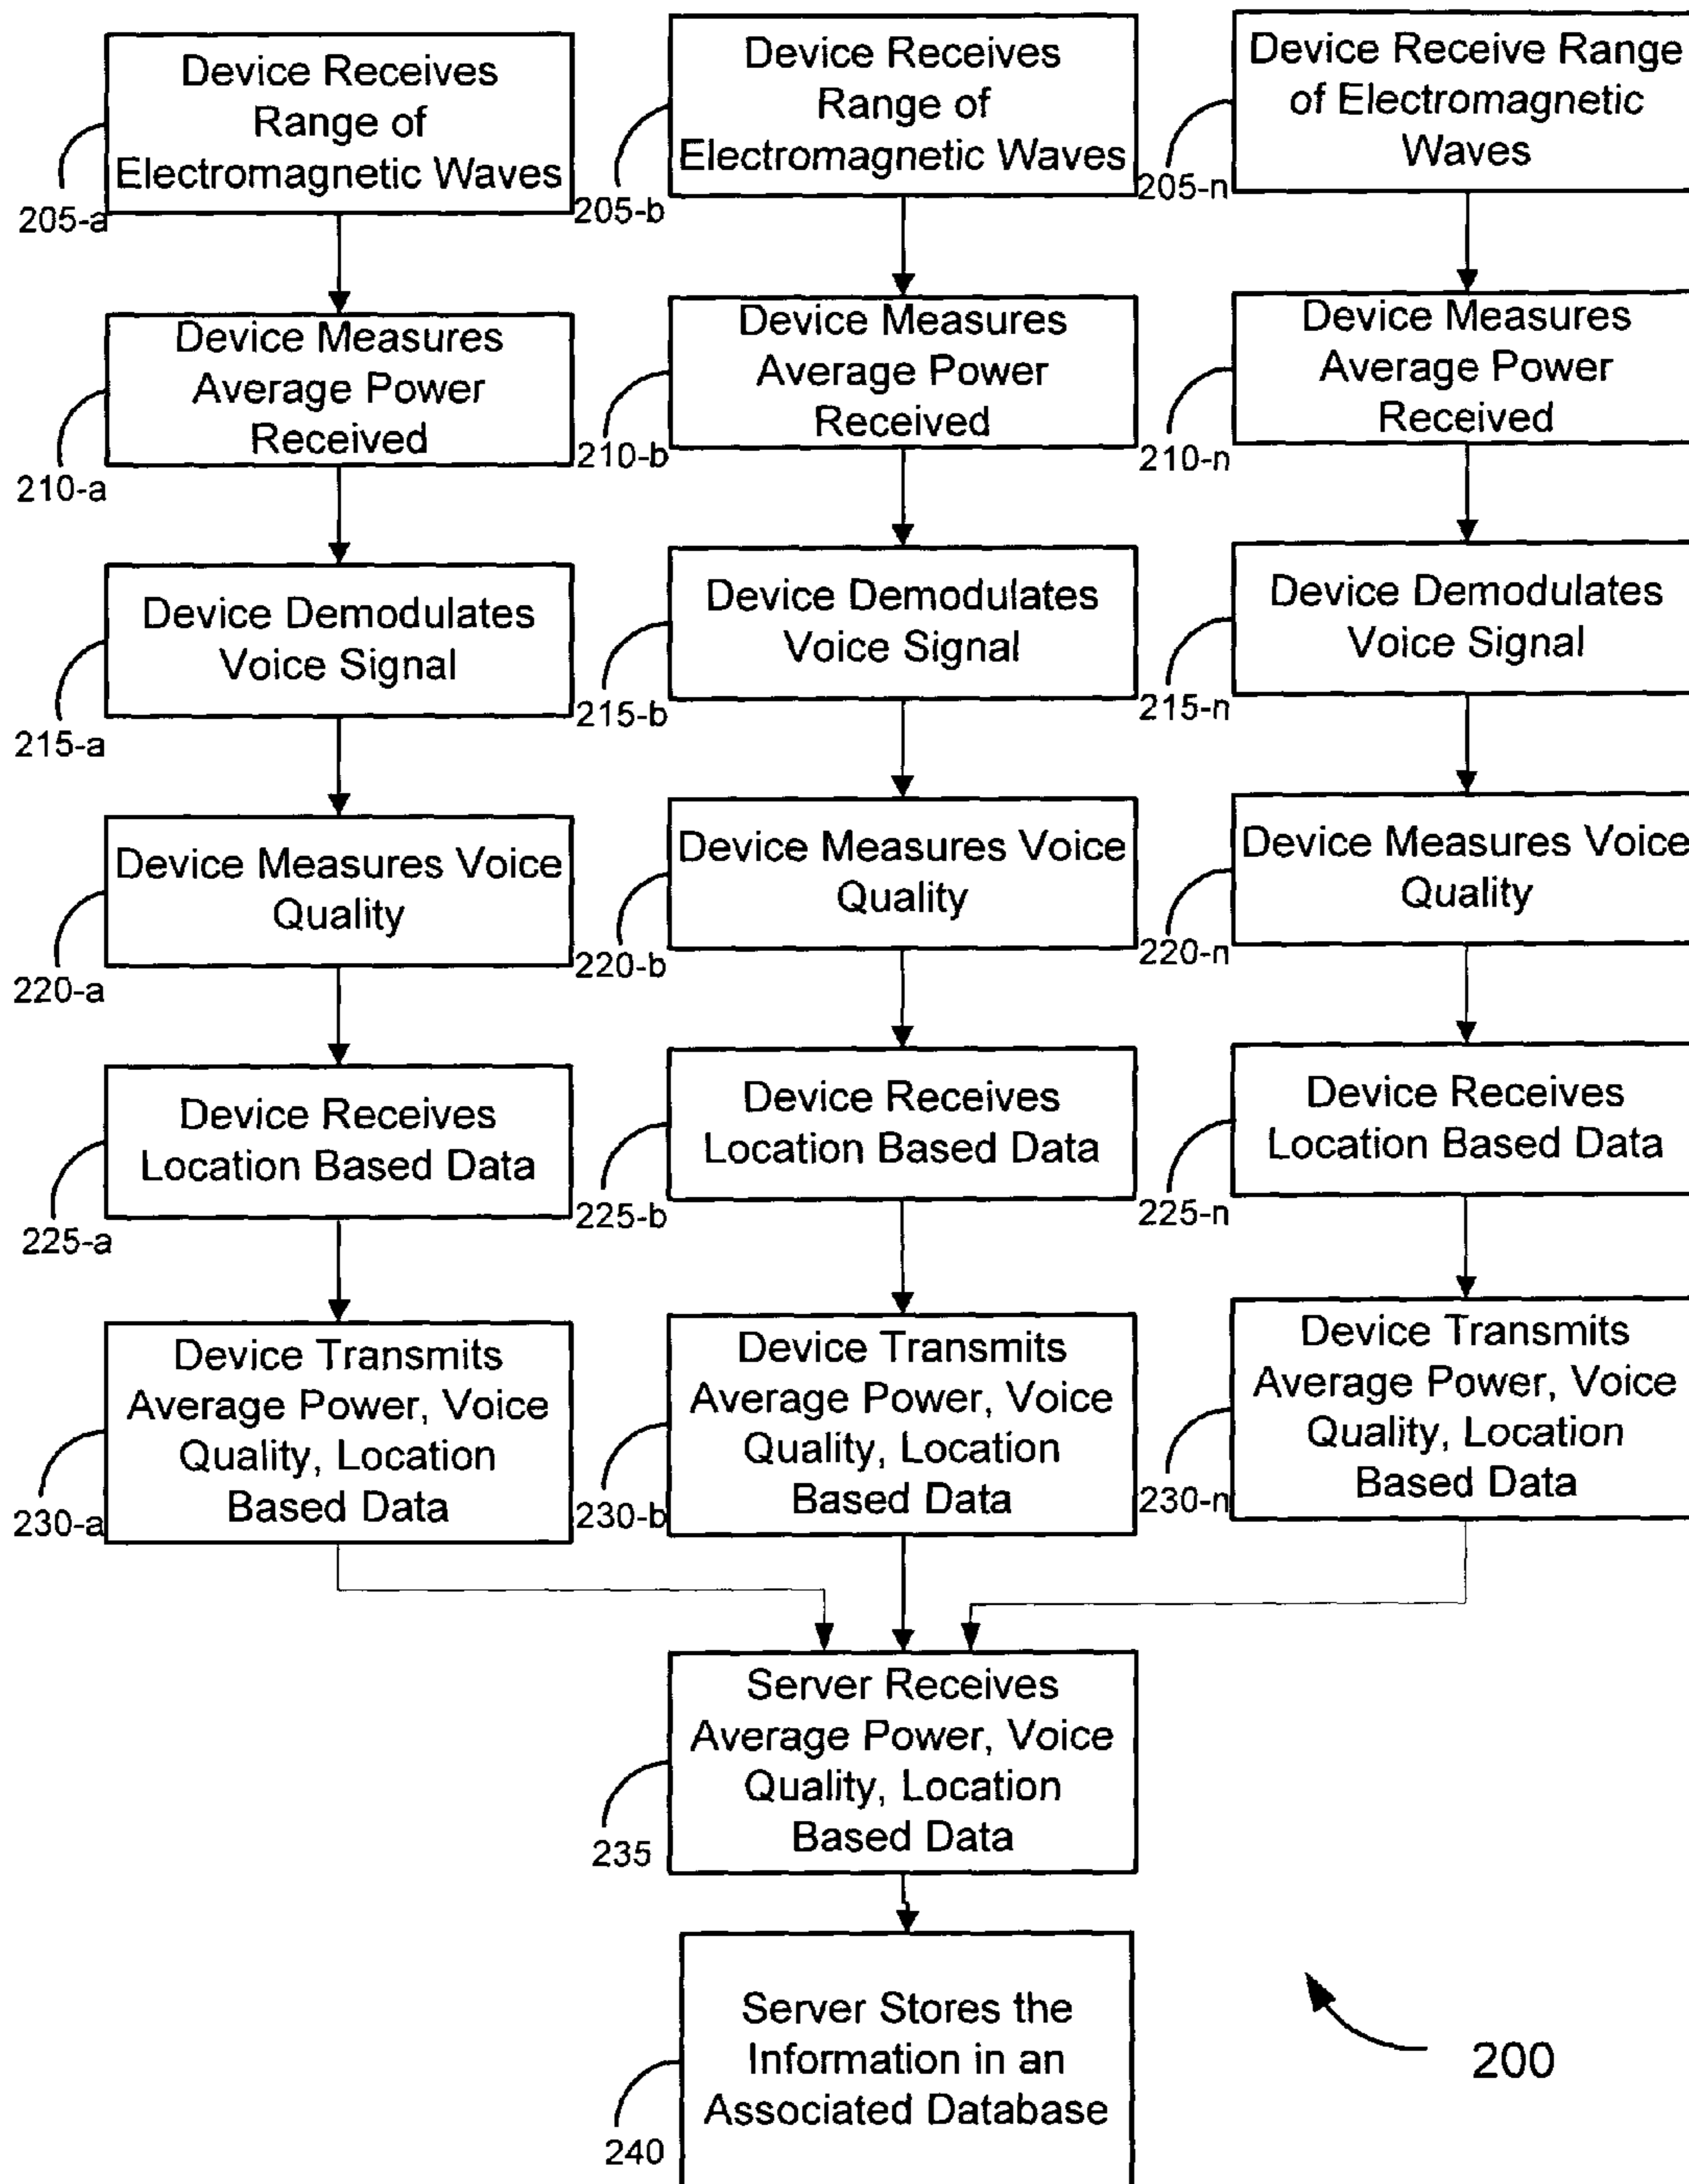 Device Receives
Range of
Electromagnetic Waves
205-a
Device Receives
Range of
Electromagnetic Waves
205-b
Device Receive Range
of Electromagnetic
Waves
205-n
Device Measures
Average Power
Received
210-a
Device Measures
Average Power
Received
210-b
Device Measures
Average Power
Received
210-n
Device Demodulates
Voice Signal
215-a
Device Demodulates
Voice Signal
215-b
Device Demodulates
Voice Signal
215-n
Device Measures Voice
Quality
220-a
Device Measures Voice
Quality
220-b
Device Measures Voice
Quality
220-n
Device Receives
Location Based Data
225-a
Device Receives
Location Based Data
225-b
Device Receives
Location Based Data
225-n
Device Transmits
Average Power, Voice
Quality, Location
Based Data
230-a
Device Transmits
Average Power, Voice
Quality, Location
Based Data
230-b
Device Transmits
Average Power, Voice
Quality, Location
Based Data
230-n
Server Receives
Average Power, Voice
Quality, Location
Based Data
235
Server Stores the
Information in an
Associated Database
240
200